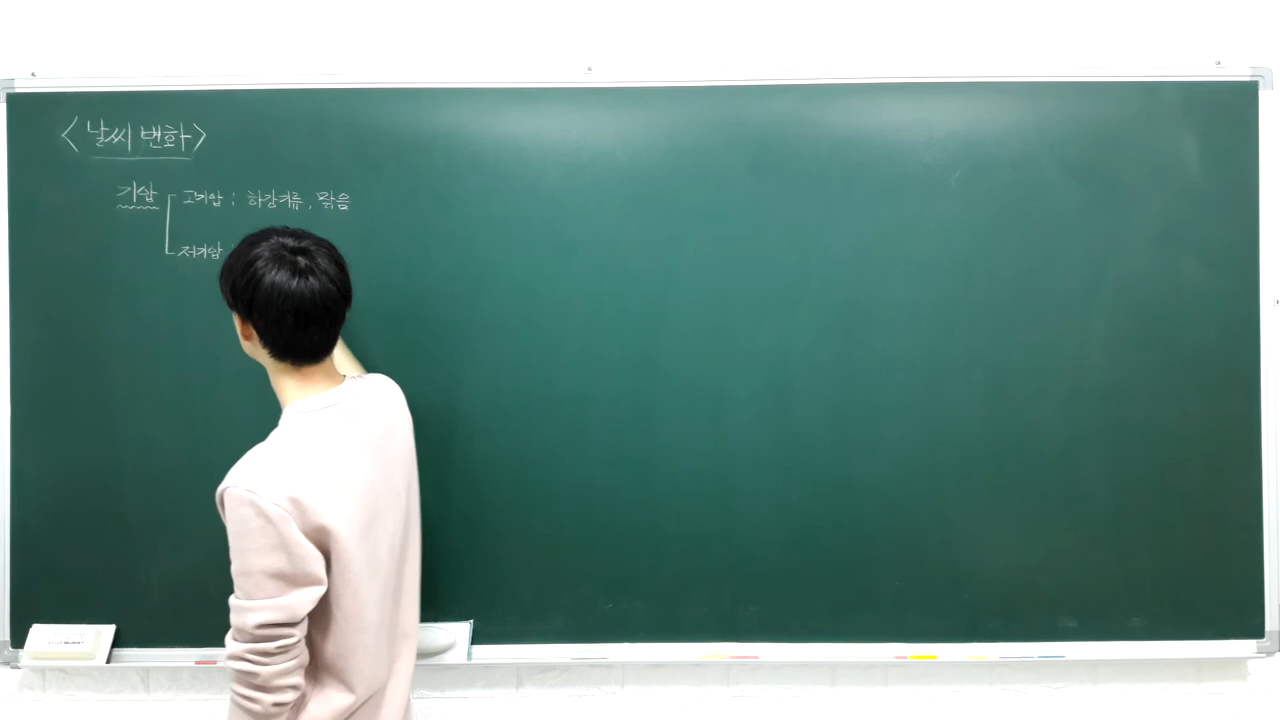 <날씨 변화>
기압
고기압 : 하강기류, 맑음
저기압 :